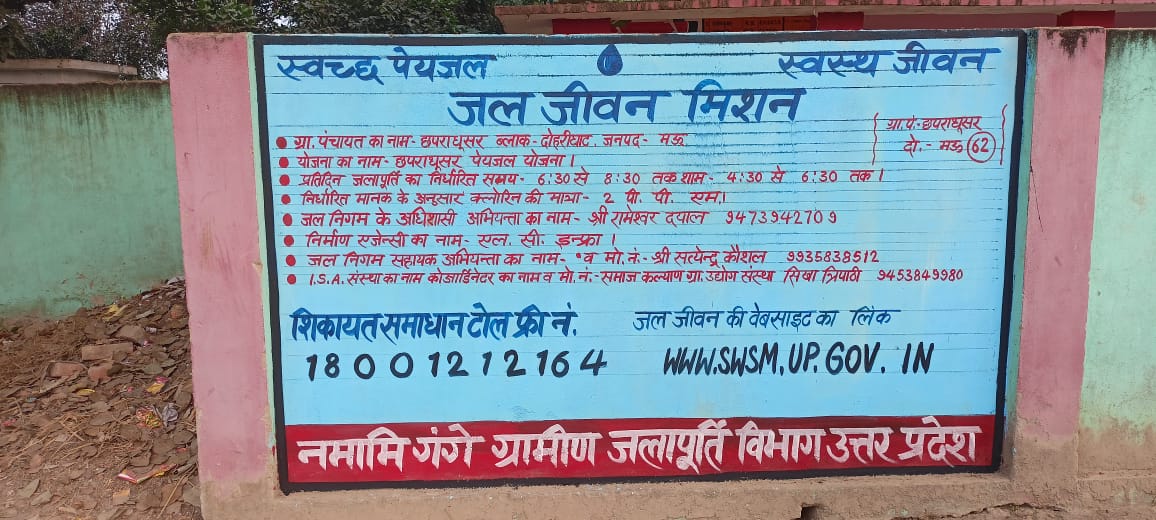 स्वच्छ पेयजल
स्वस्थ जीवन
जल जीवन मिशन
ग्रा.पं.- छपराधूसर
दो.- मऊ 62
• ग्रा. पंचायत का नाम- छपराधूसर ब्लाक- दोहरीघाट. जनपद- मऊ
• योजना का नाम- छपराधूसर पेयजल योजना।
• प्रतिदिन जलापूर्ति का निर्धारित समय- 6:30 से 8:30 तक शाम- 4:30 से 6:30 तक।
• निर्धारित मानक के अनुसार क्लोरिन की मात्रा- 2 पी. पी. एम।
• जल निगम के अधिशासी अभियन्ता का नाम- श्री रामेश्वर दयाल 9473942709
• निर्माण एजेन्सी का नाम- एल. सी. इन्फ्रा।
• जल निगम सहायक अभियन्ता का नाम- व मो.नं:- श्री सत्येन्द्र कौशल 9935838512
• I.S.A. संस्था का नाम कोआर्डिनेटर का नाम व मो. नं:- समाज कल्याण ग्रा. उद्योग संस्था सिखा त्रिपाठी 9453849980
शिकायत समाधान टोल फ्री नं.
18001212164
जल जीवन की वेबसाइट का लिंक
WWW.SWSM.UP.GOV.IN
नमामि गंगे ग्रामीण जलापूर्ति विभाग उत्तर प्रदेश